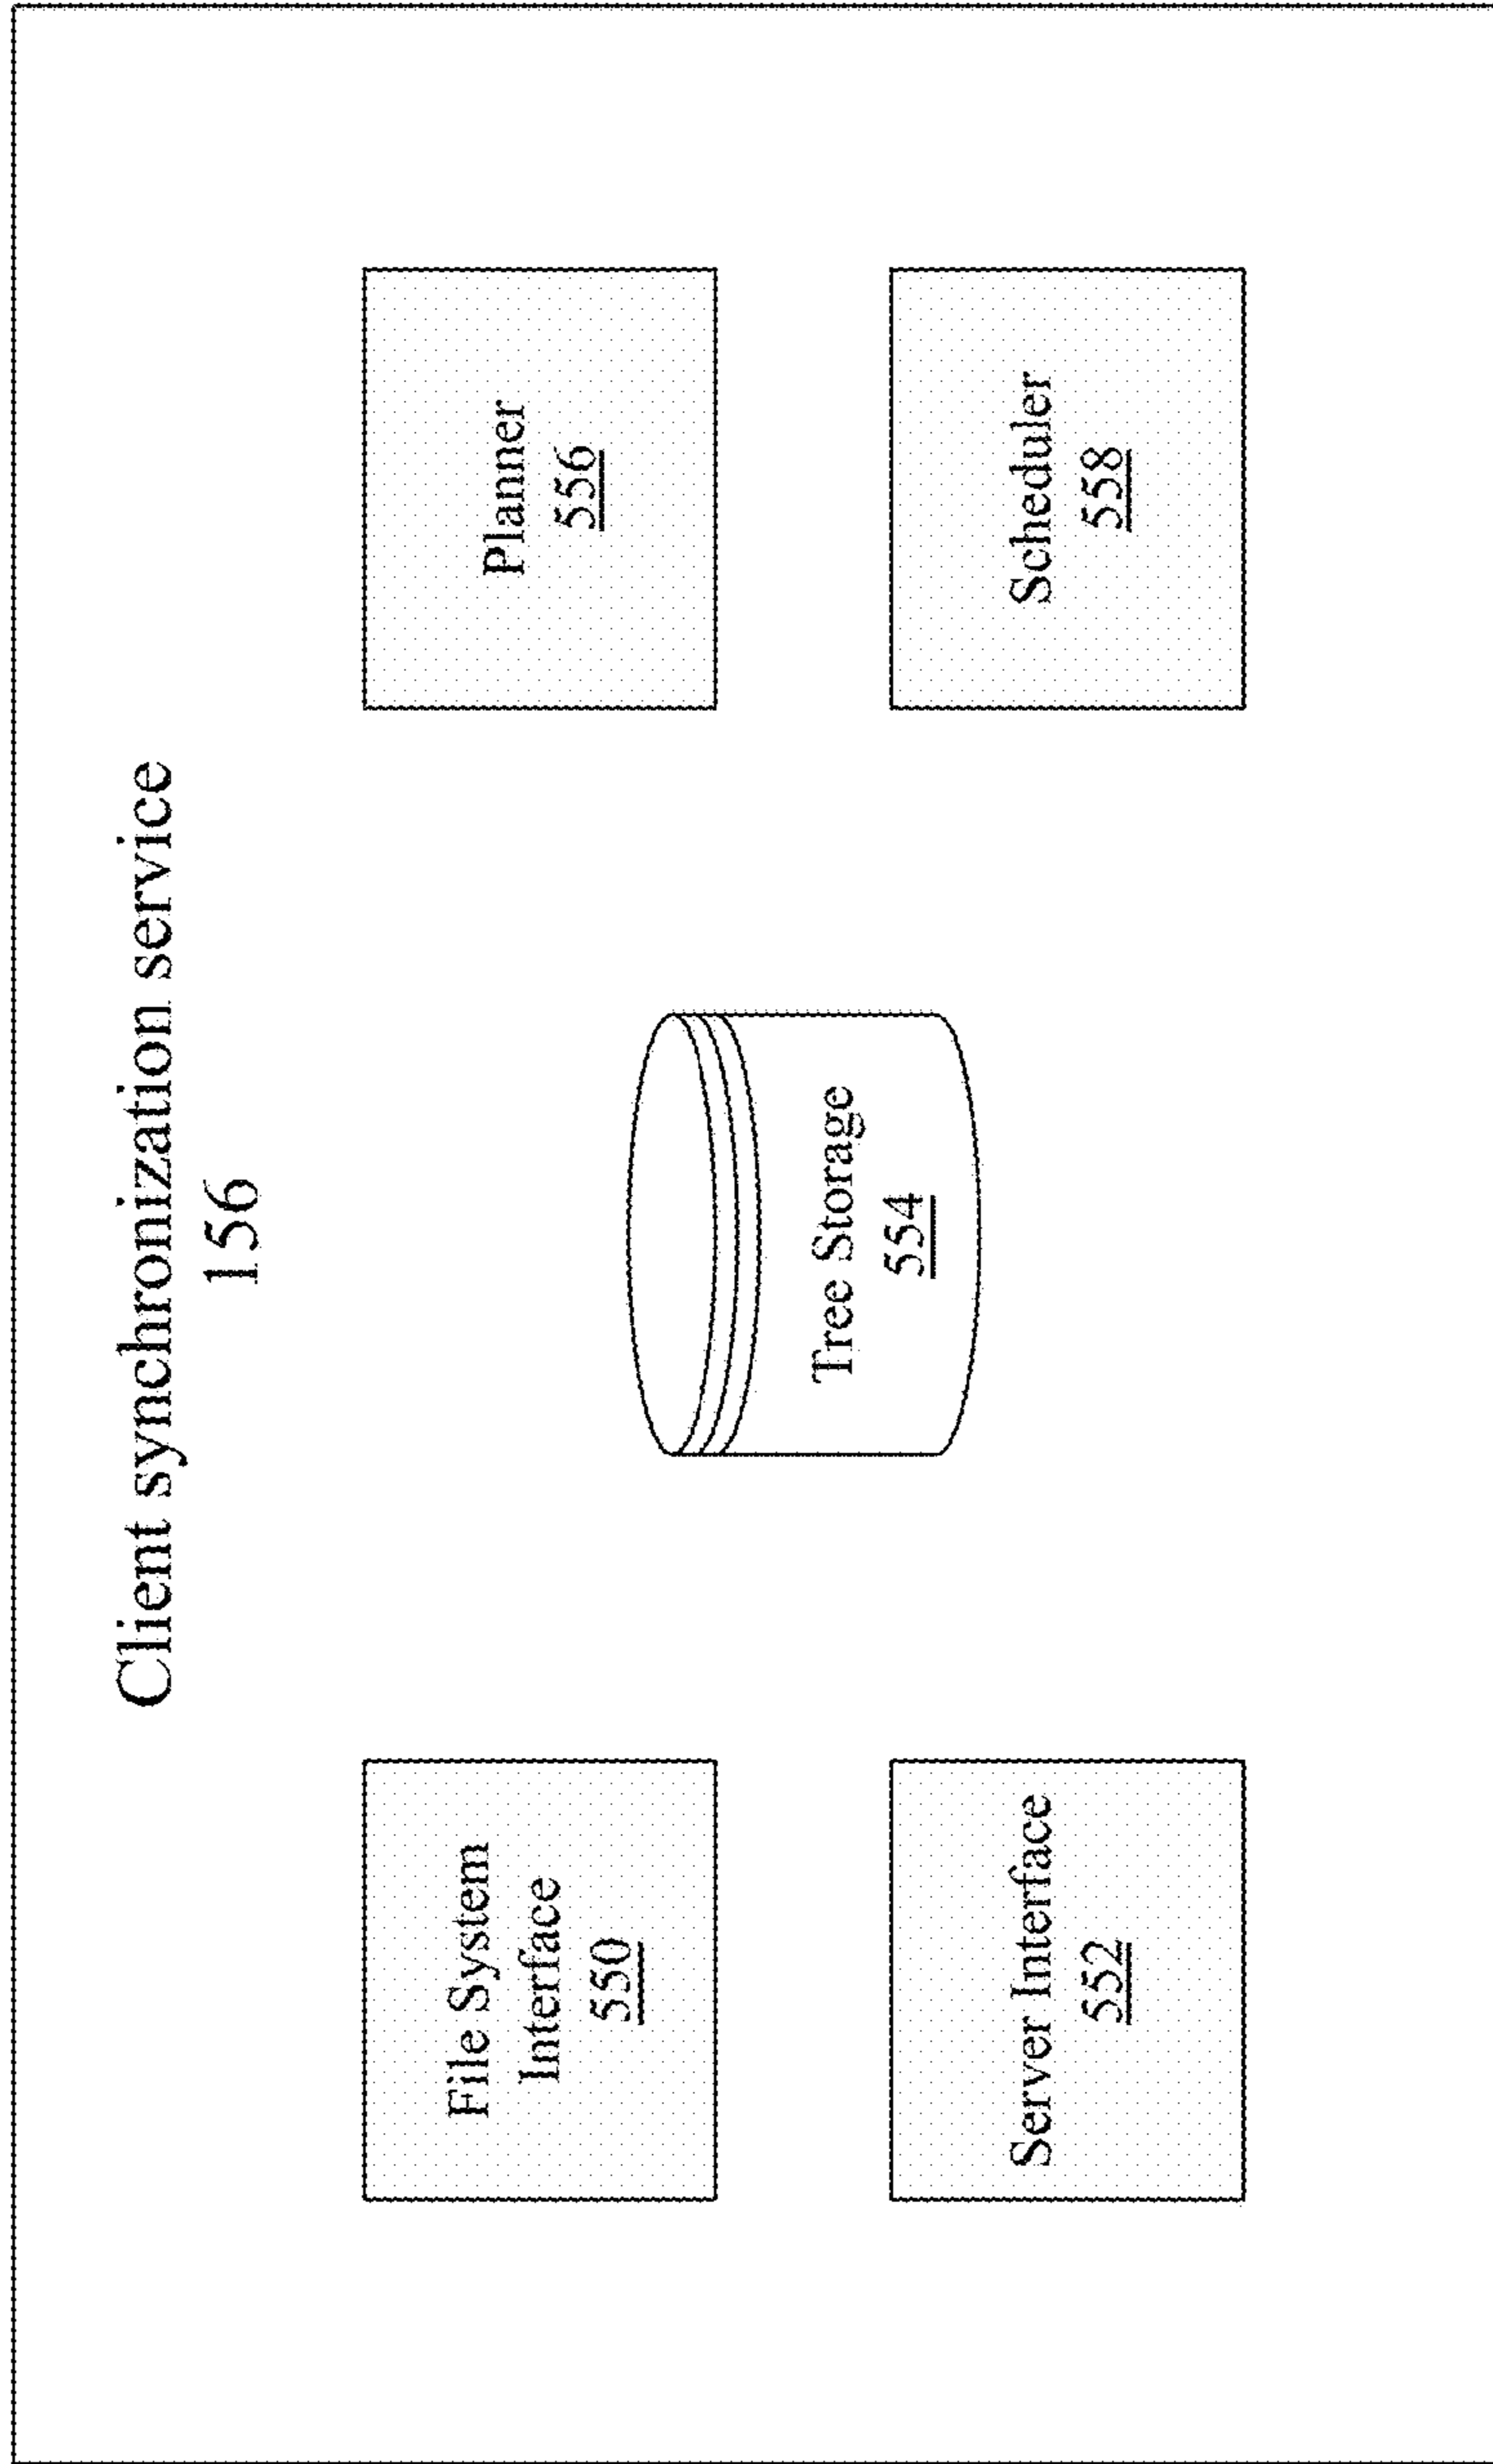 Client synchronization service
156
File System
Interface
550
Server Interface
552
Tree Storage
554
Planner
556
Scheduler
558